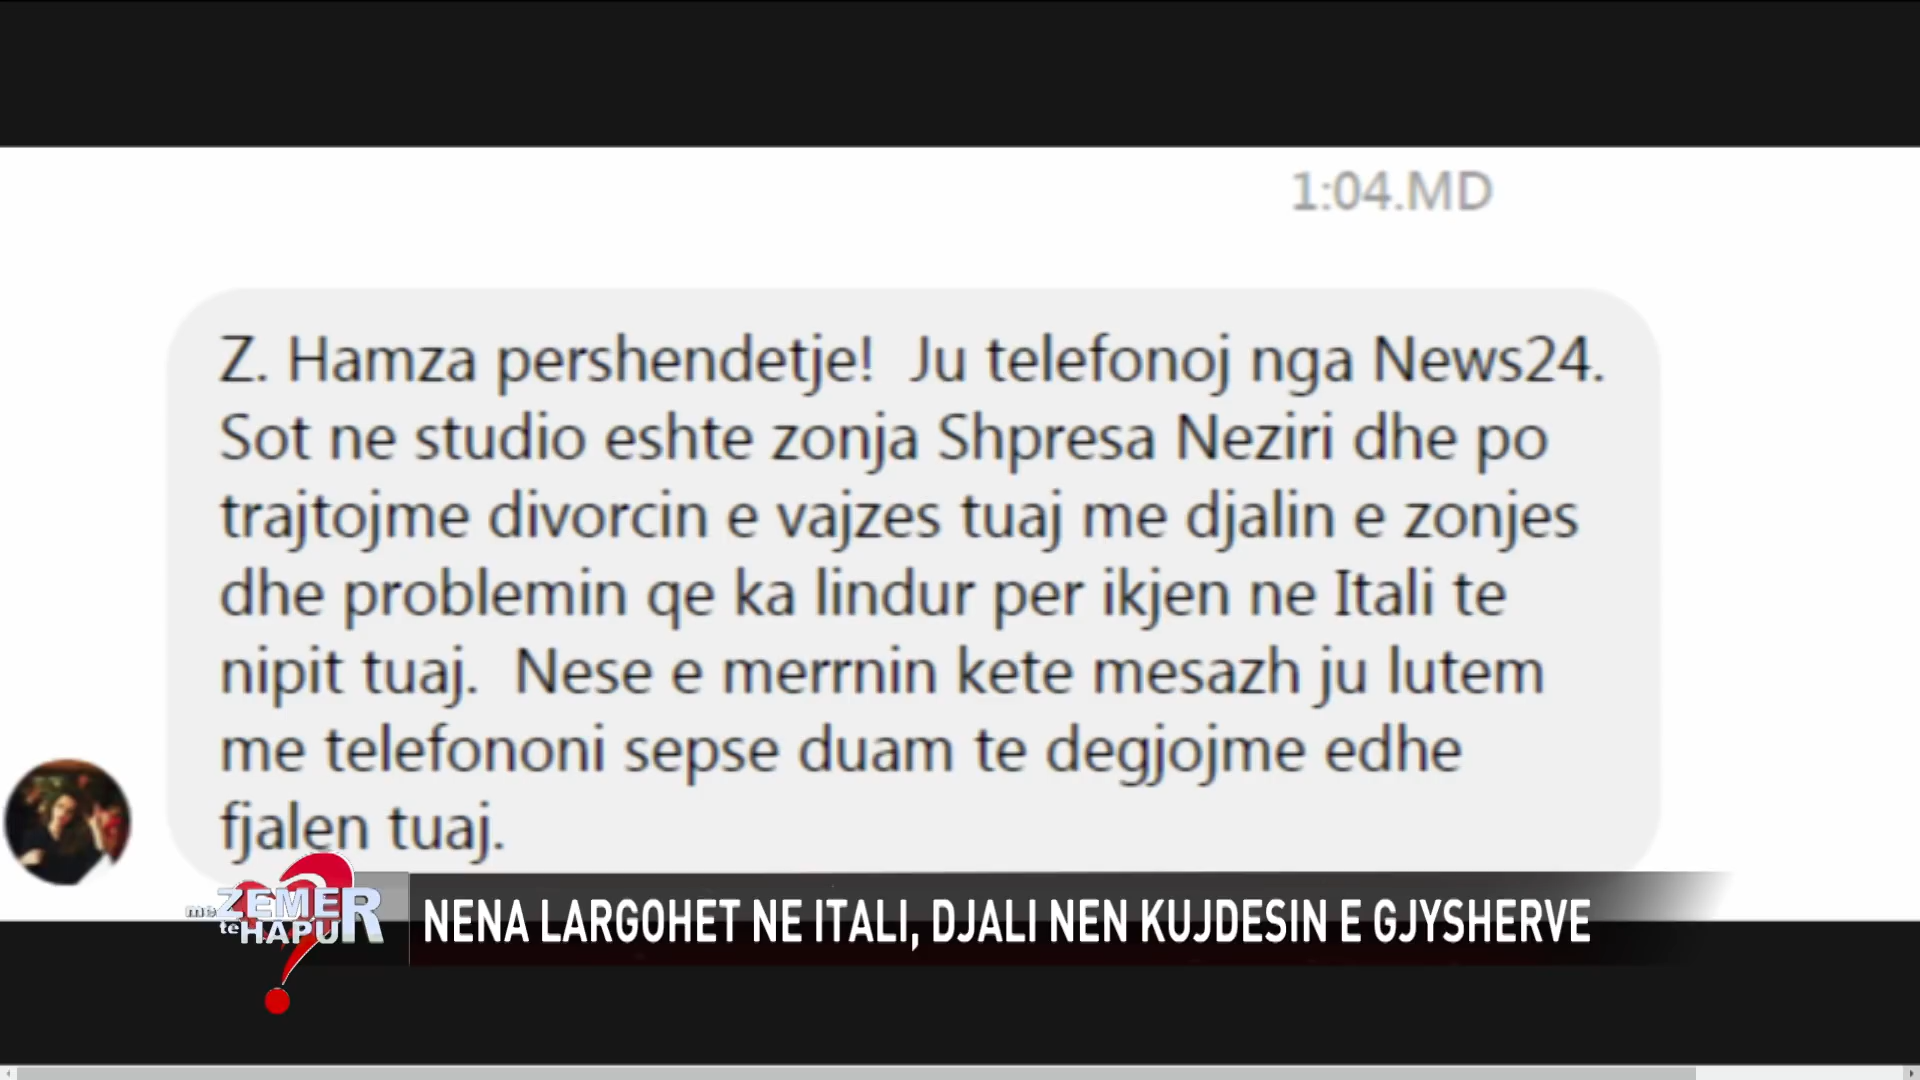 1:04.MD
Z. Hamza pershendetje! Ju telefonoj nga News24.
Sot ne studio eshte zonja Shpresa Neziri dhe po
trajtojme divorcin e vajzes tuaj me djalin e zonjes
dhe problemin qe ka lindur per ikjen ne Itali te
nipit tuaj. Nese e merrnin kete mesazh ju lutem
me telefononi sepse duam te degjojme edhe
fjalen tuaj.
me ZEMER
te HAPUR
NENA LARGOHET NE ITALI, DJALI NEN KUJDESIN E GJYSHERVE